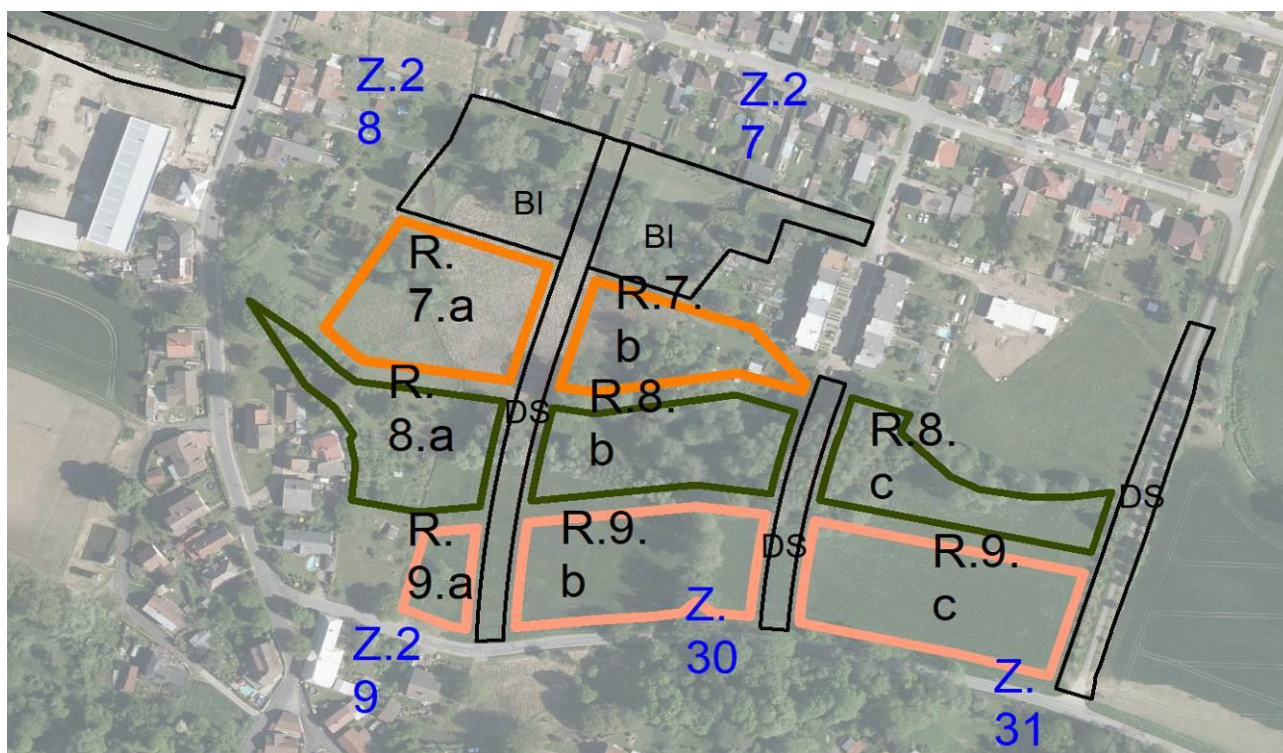 Z.2
8
Z.2
7
BI
BI
R.
7.a
R.7.
b
R.
8.a
DS
R.8.
b
R.8.
c
DS
R.
9.a
R.9.
b
DS
R.9.
c
Z.2
9
Z.
30
Z.
31